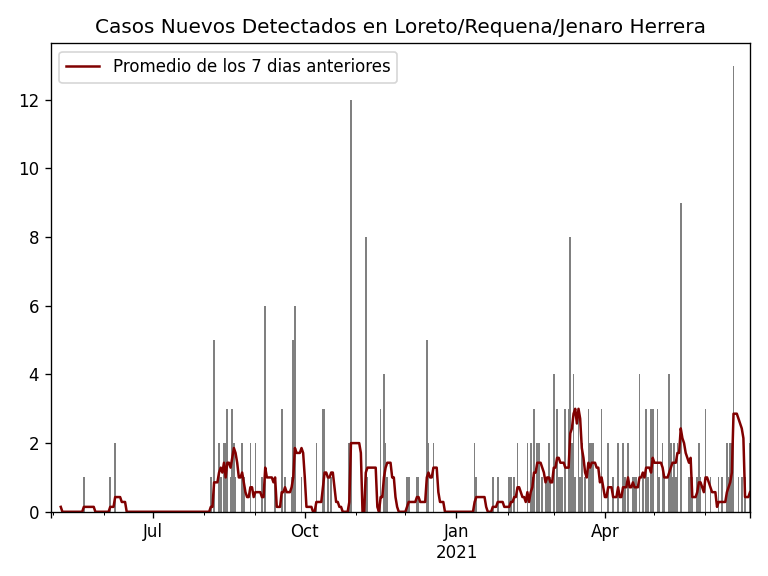 Casos Nuevos Detectados en Loreto/Requena/Jenaro Herrera
Promedio de los 7 dias anteriores
12
10
8
6
4
2
0
Jul
Oct
Jan
Apr
2021